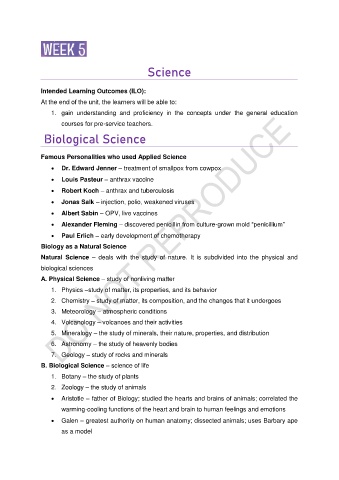 WEEK 5
Science
Intended Learning Outcomes (ILO):
At the end of the unit, the learners will be able to:
1. gain understanding and proficiency in the concepts under the general education
courses for pre-service teachers.
Biological Science
Famous Personalities who used Applied Science
• Dr. Edward Jenner – treatment of smallpox from cowpox
• Louis Pasteur – anthrax vaccine
• Robert Koch – anthrax and tuberculosis
• Jonas Salk – injection, polio, weakened viruses
• Albert Sabin – OPV, live vaccines
• Alexander Fleming – discovered penicillin from culture-grown mold "penicillium"
• Paul Erlich – early development of chemotherapy
Biology as a Natural Science
Natural Science – deals with the study of nature. It is subdivided into the physical and
biological sciences
A. Physical Science – study of nonliving matter
1. Physics –study of matter, its properties, and its behavior
2. Chemistry – study of matter, its composition, and the changes that it undergoes
3. Meteorology – atmospheric conditions
4. Volcanology – volcanoes and their activities
5. Mineralogy – the study of minerals, their nature, properties, and distribution
6. Astronomy – the study of heavenly bodies
7. Geology – study of rocks and minerals
B. Biological Science – science of life
1. Botany – the study of plants
2. Zoology – the study of animals
• Aristotle – father of Biology; studied the hearts and brains of animals; correlated the
warming-cooling functions of the heart and brain to human feelings and emotions
• Galen – greatest authority on human anatomy; dissected animals; uses Barbary ape
as a model
DO NOT REPRODUCE